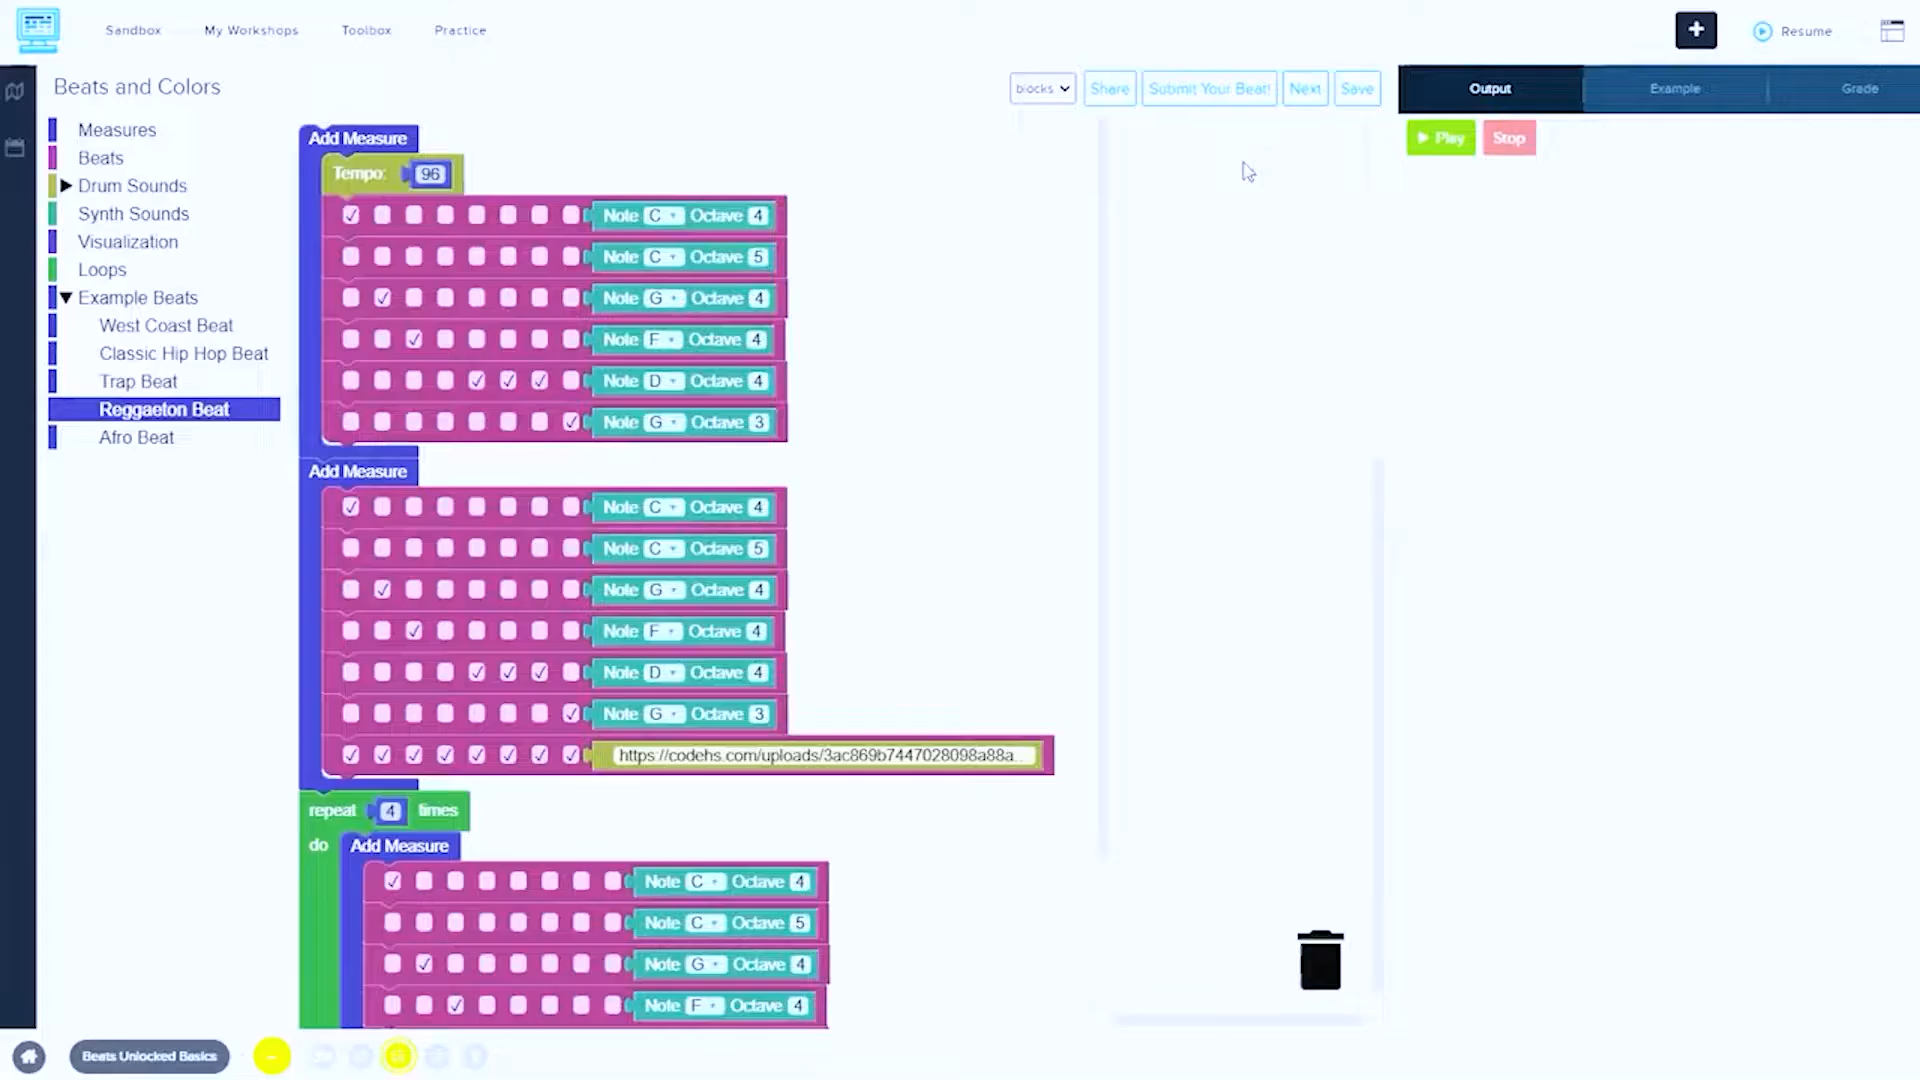 Sandbox
My Workshops
Toolbox
Practice
+
Resume
Beats and Colors
blocks
Share
Submit Your Beat!
Next
Save
Output
Example
Grade
Play
Stop
Measures
Beats
Drum Sounds
Synth Sounds
Visualization
Loops
Example Beats
West Coast Beat
Classic Hip Hop Beat
Trap Beat
Reggaeton Beat
Afro Beat
Add Measure
Tempo: 96
Note C Octave 4
Note C Octave 5
Note G Octave 4
Note F Octave 4
Note D Octave 4
Note G Octave 3
Add Measure
Note C Octave 4
Note C Octave 5
Note G Octave 4
Note F Octave 4
Note D Octave 4
Note G Octave 3
https://codehs.com/uploads/3ac869b7447028098a88a...
repeat 4 times
do Add Measure
Note C Octave 4
Note C Octave 5
Note G Octave 4
Note F Octave 4
Beats Unlocked Basics